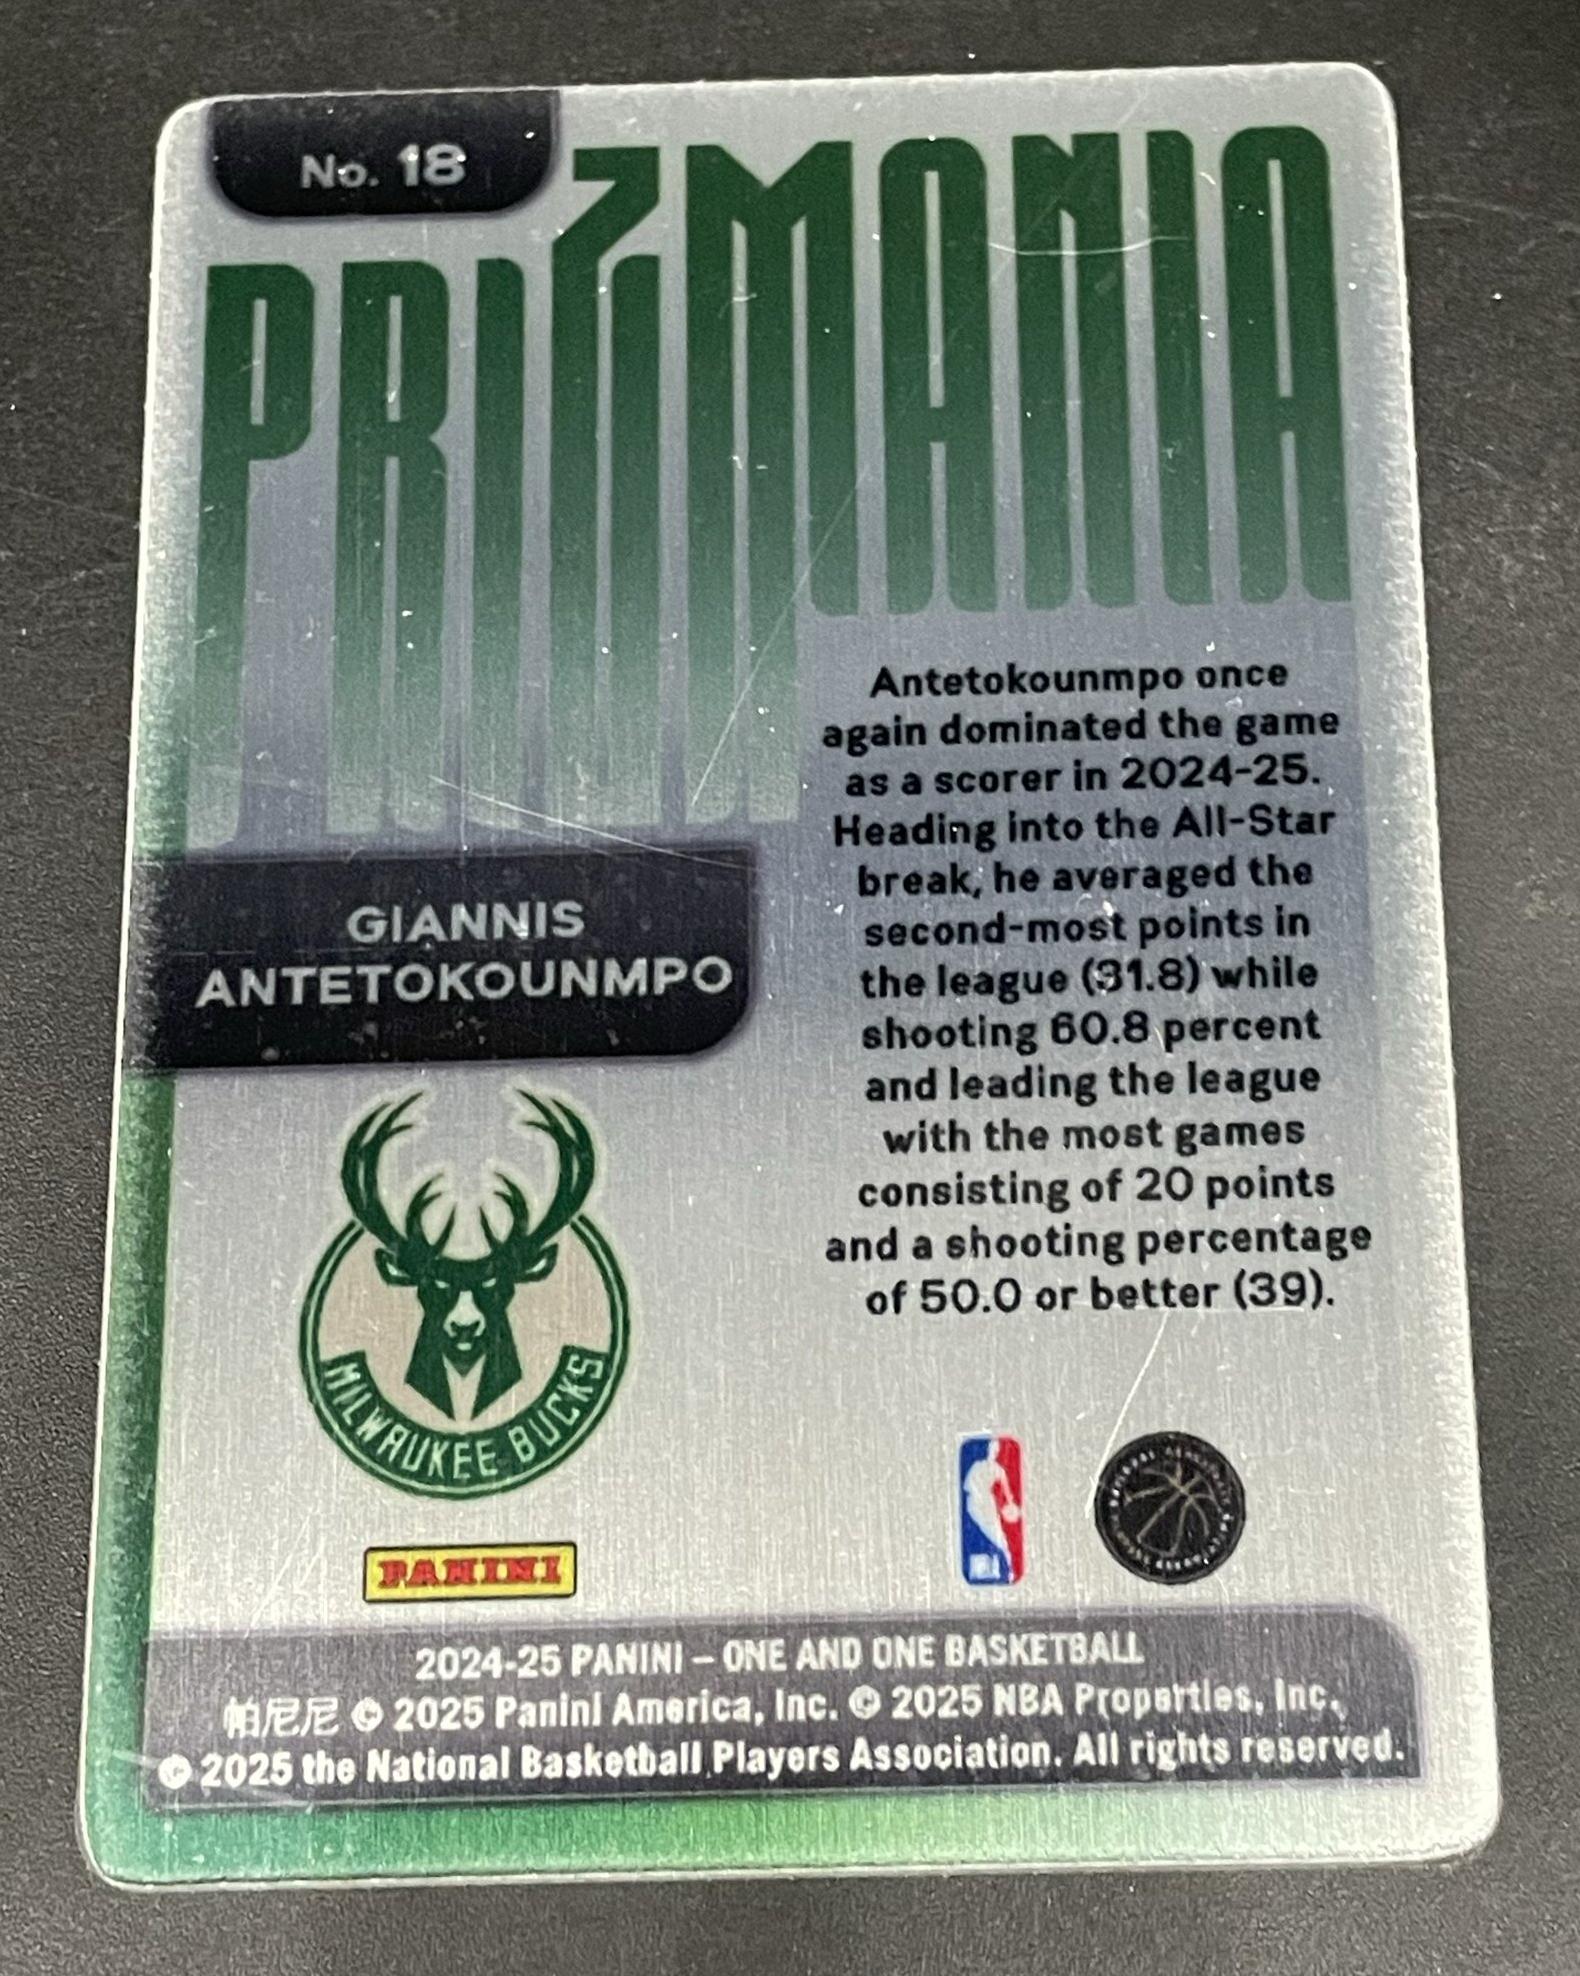 No. 18
PRIZMANIA
GIANNIS
ANTETOKOUNMPO
Antetokounmpo once
again dominated the game
as a scorer in 2024-25.
Heading into the All-Star
break, he averaged the
second-most points in
the league (31.8) while
shooting 60.8 percent
and leading the league
with the most games
consisting of 20 points
and a shooting percentage
of 50.0 or better (39).
MILWAUKEE BUCKS
PANINI
2024-25 PANINI – ONE AND ONE BASKETBALL
帕尼尼 © 2025 Panini America, Inc. © 2025 NBA Properties, Inc.
© 2025 the National Basketball Players Association. All rights reserved.